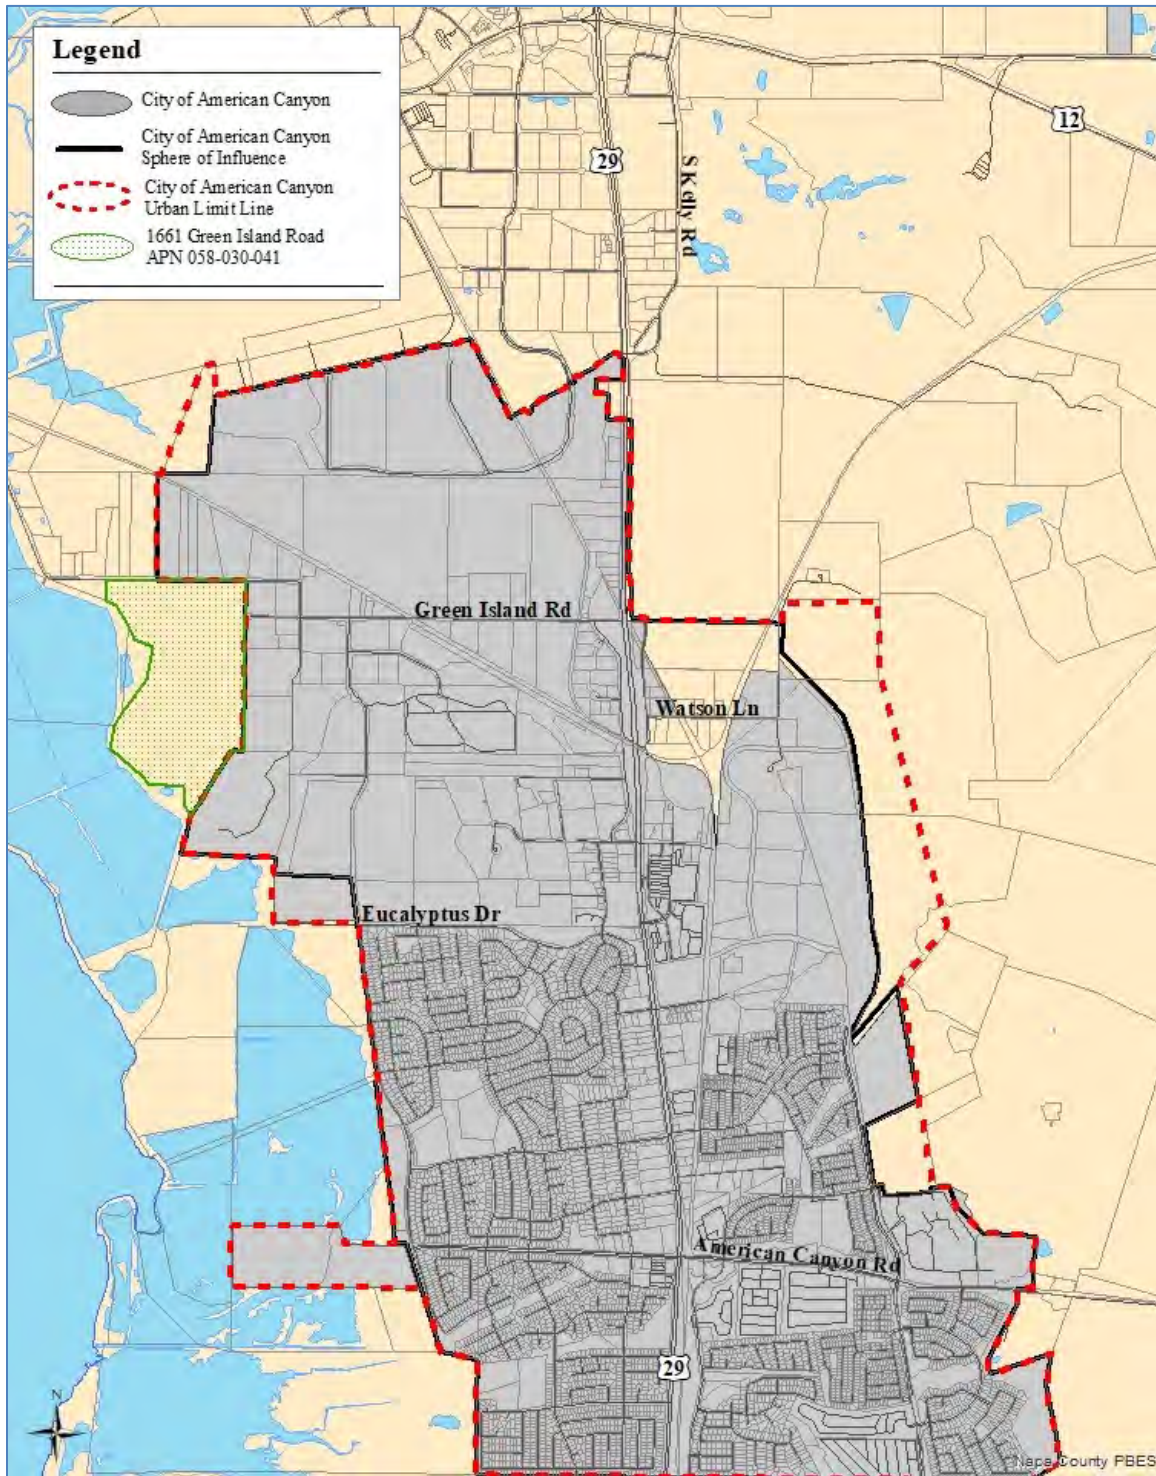 Legend
City of American Canyon
City of American Canyon
Sphere of Influence
City of American Canyon
Urban Limit Line
1661 Green Island Road
APN 058-030-041
12
29
S Kelly Rd
Green Island Rd
Watson Ln
Eucalyptus Dr
American Canyon Rd
29
N
Napa County PBES